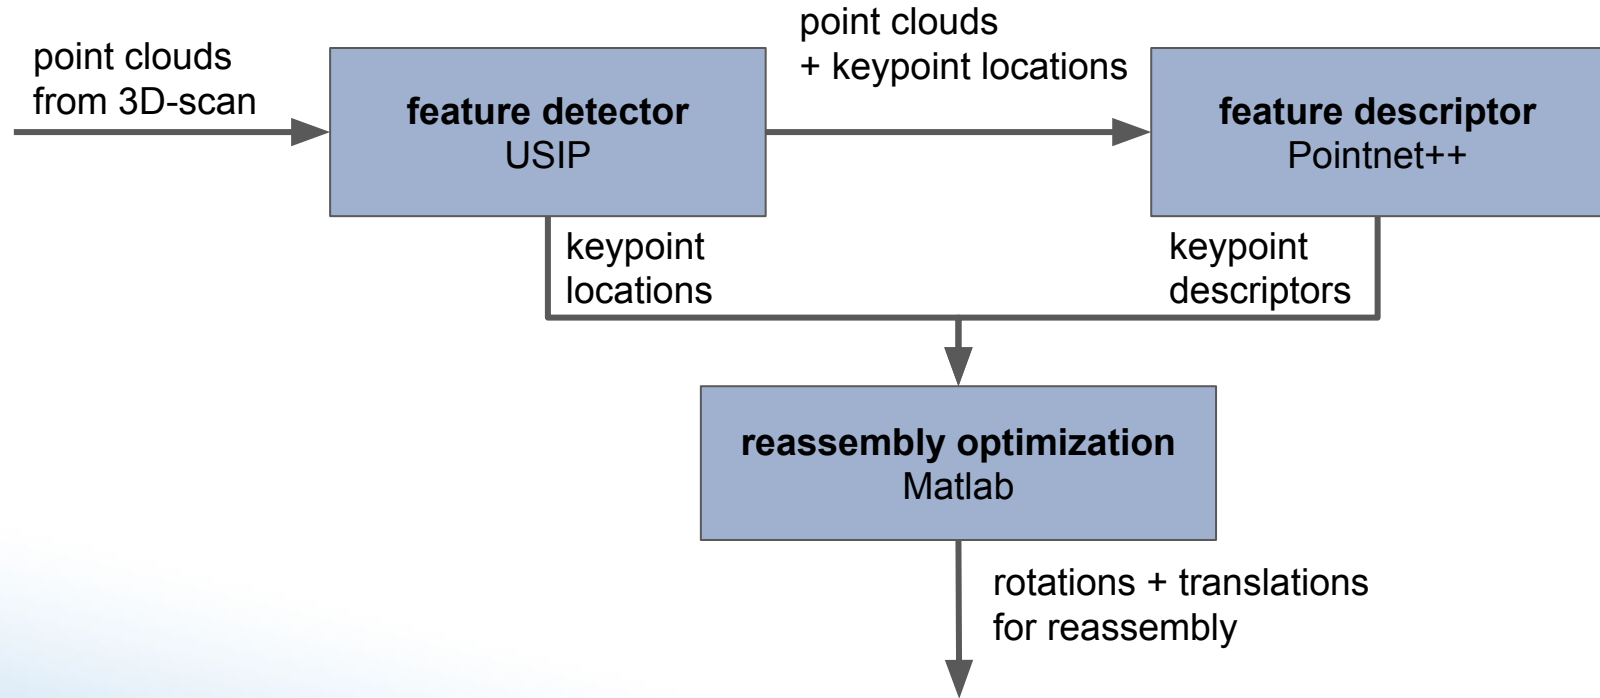 point clouds
from 3D-scan
feature detector
USIP
point clouds
+ keypoint locations
feature descriptor
Pointnet++
keypoint
locations
keypoint
descriptors
reassembly optimization
Matlab
rotations + translations
for reassembly